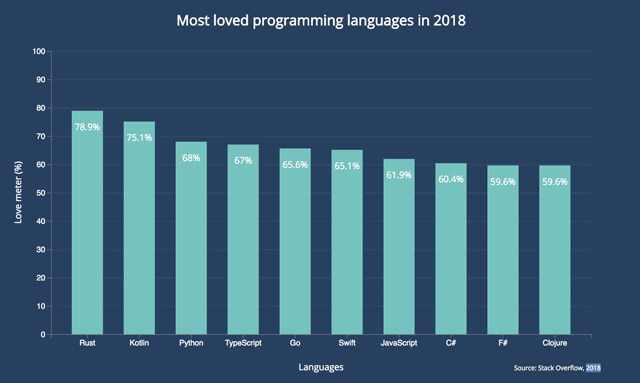 Most loved programming languages in 2018
Love meter (%)
100
90
80
70
60
50
40
30
20
10
0
78.9%
75.1%
68%
67%
65.6%
65.1%
61.9%
60.4%
59.6%
59.6%
Rust
Kotlin
Python
TypeScript
Go
Swift
JavaScript
C#
F#
Clojure
Languages
Source: Stack Overflow, 2018